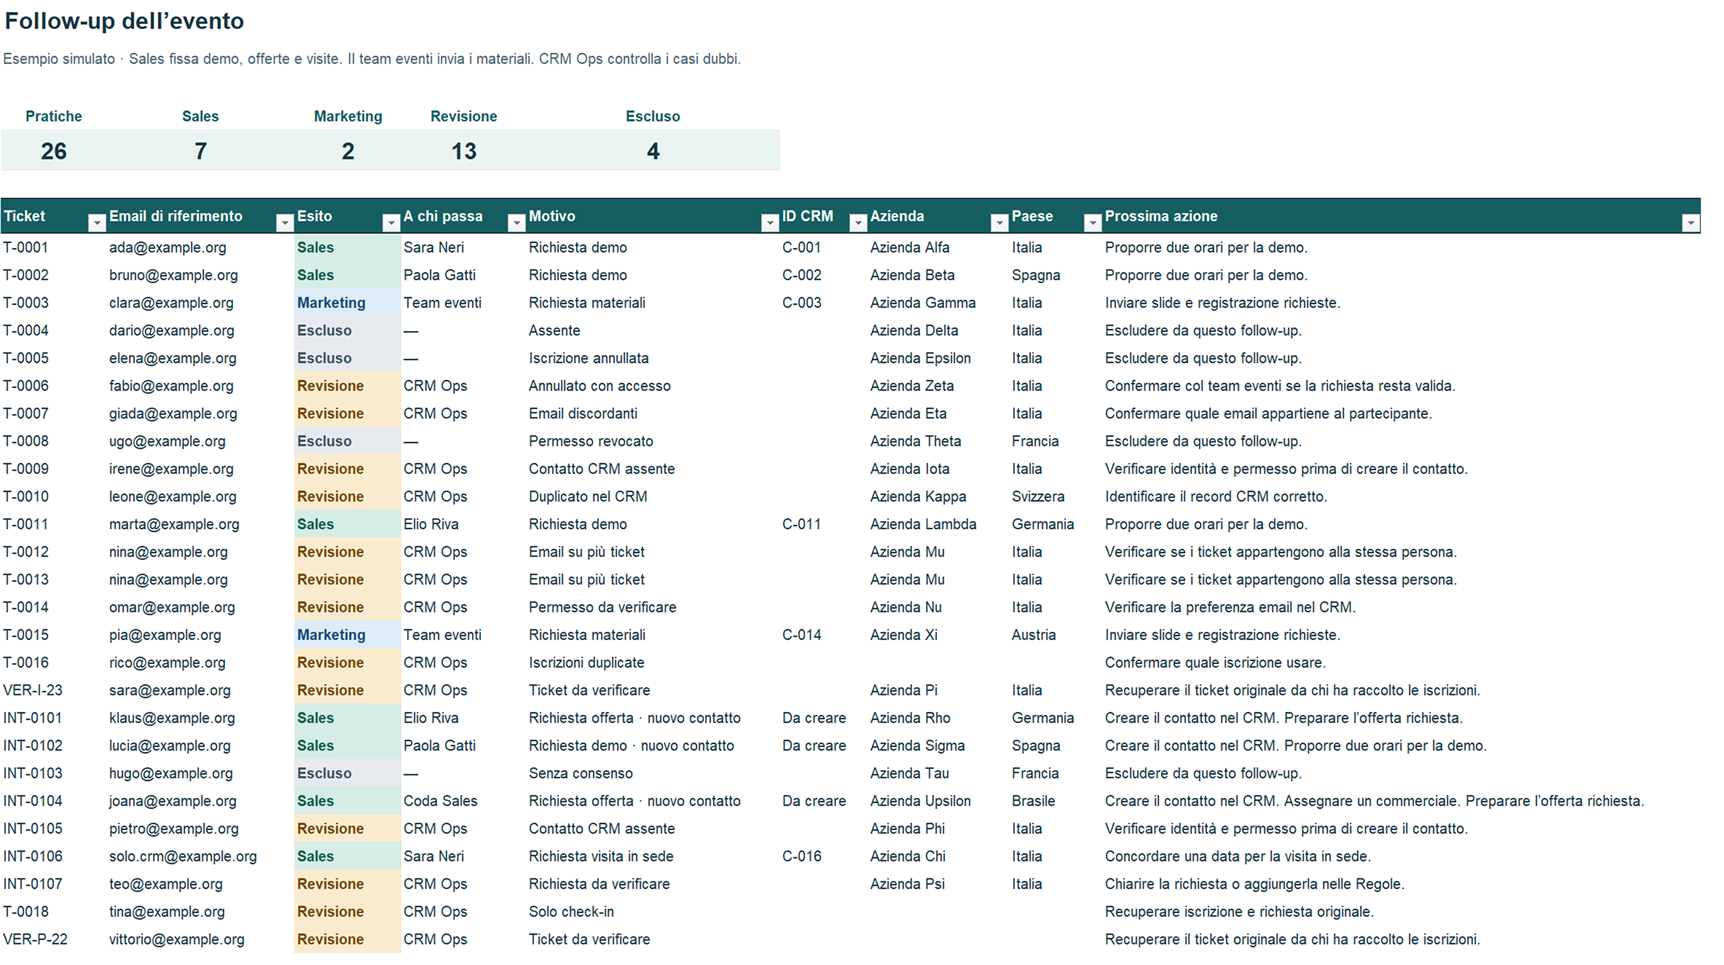 Follow-up dell’evento
Esempio simulato · Sales fissa demo, offerte e visite. Il team eventi invia i materiali. CRM Ops controlla i casi dubbi.
Pratiche Sales Marketing Revisione Escluso
26 7 2 13 4
Ticket Email di riferimento Esito A chi passa Motivo ID CRM Azienda Paese Prossima azione
T-0001 ada@example.org Sales Sara Neri Richiesta demo C-001 Azienda Alfa Italia Proporre due orari per la demo.
T-0002 bruno@example.org Sales Paola Gatti Richiesta demo C-002 Azienda Beta Spagna Proporre due orari per la demo.
T-0003 clara@example.org Marketing Team eventi Richiesta materiali C-003 Azienda Gamma Italia Inviare slide e registrazione richieste.
T-0004 dario@example.org Escluso — Assente Azienda Delta Italia Escludere da questo follow-up.
T-0005 elena@example.org Escluso — Iscrizione annullata Azienda Epsilon Italia Escludere da questo follow-up.
T-0006 fabio@example.org Revisione CRM Ops Annullato con accesso Azienda Zeta Italia Confermare col team eventi se la richiesta resta valida.
T-0007 giada@example.org Revisione CRM Ops Email discordanti Azienda Eta Italia Confermare quale email appartiene al partecipante.
T-0008 ugo@example.org Escluso — Permesso revocato Azienda Theta Francia Escludere da questo follow-up.
T-0009 irene@example.org Revisione CRM Ops Contatto CRM assente Azienda Iota Italia Verificare identità e permesso prima di creare il contatto.
T-0010 leone@example.org Revisione CRM Ops Duplicato nel CRM Azienda Kappa Svizzera Identificare il record CRM corretto.
T-0011 marta@example.org Sales Elio Riva Richiesta demo C-011 Azienda Lambda Germania Proporre due orari per la demo.
T-0012 nina@example.org Revisione CRM Ops Email su più ticket Azienda Mu Italia Verificare se i ticket appartengono alla stessa persona.
T-0013 nina@example.org Revisione CRM Ops Email su più ticket Azienda Mu Italia Verificare se i ticket appartengono alla stessa persona.
T-0014 omar@example.org Revisione CRM Ops Permesso da verificare Azienda Nu Italia Verificare la preferenza email nel CRM.
T-0015 pia@example.org Marketing Team eventi Richiesta materiali C-014 Azienda Xi Austria Inviare slide e registrazione richieste.
T-0016 rico@example.org Revisione CRM Ops Iscrizioni duplicate Confermare quale iscrizione usare.
VER-I-23 sara@example.org Revisione CRM Ops Ticket da verificare Azienda Pi Italia Recuperare il ticket originale da chi ha raccolto le iscrizioni.
INT-0101 klaus@example.org Sales Elio Riva Richiesta offerta · nuovo contatto Da creare Azienda Rho Germania Creare il contatto nel CRM. Preparare l’offerta richiesta.
INT-0102 lucia@example.org Sales Paola Gatti Richiesta demo · nuovo contatto Da creare Azienda Sigma Spagna Creare il contatto nel CRM. Proporre due orari per la demo.
INT-0103 hugo@example.org Escluso — Senza consenso Azienda Tau Francia Escludere da questo follow-up.
INT-0104 joana@example.org Sales Coda Sales Richiesta offerta · nuovo contatto Da creare Azienda Upsilon Brasile Creare il contatto nel CRM. Assegnare un commerciale. Preparare l’offerta richiesta.
INT-0105 pietro@example.org Revisione CRM Ops Contatto CRM assente Azienda Phi Italia Verificare identità e permesso prima di creare il contatto.
INT-0106 solo.crm@example.org Sales Sara Neri Richiesta visita in sede C-016 Azienda Chi Italia Concordare una data per la visita in sede.
INT-0107 teo@example.org Revisione CRM Ops Richiesta da verificare Azienda Psi Italia Chiarire la richiesta o aggiungerla nelle Regole.
T-0018 tina@example.org Revisione CRM Ops Solo check-in Recuperare iscrizione e richiesta originale.
VER-P-22 vittorio@example.org Revisione CRM Ops Ticket da verificare Recuperare il ticket originale da chi ha raccolto le iscrizioni.